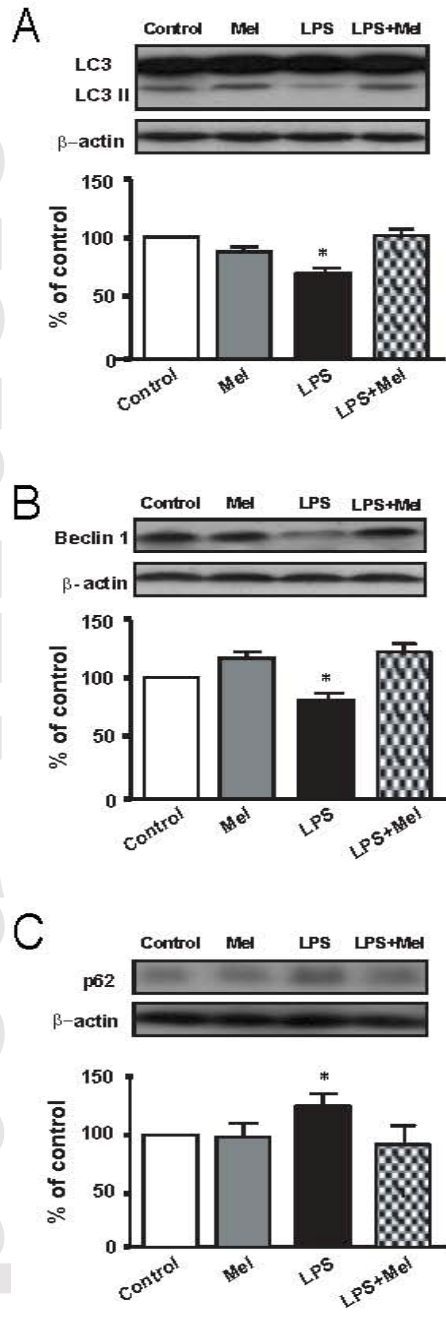 A
Control Mel LPS LPS+Mel
LC3
LC3 II
β-actin
150
100
50
0
% of control
*
Control Mel LPS LPS+Mel
B
Control Mel LPS LPS+Mel
Beclin 1
β-actin
150
100
50
0
% of control
*
Control Mel LPS LPS+Mel
C
Control Mel LPS LPS+Mel
p62
β-actin
150
100
50
0
% of control
*
Control Mel LPS LPS+Mel